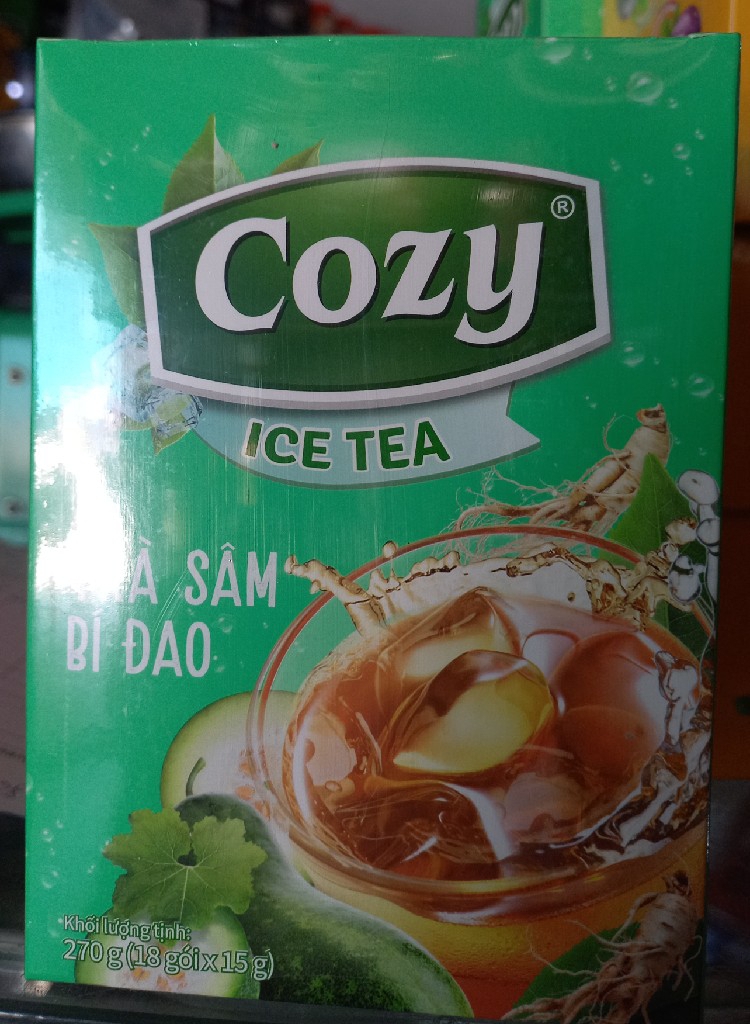 Cozy®
ICE TEA
SÂM
BÍ ĐAO
Khối lượng tịnh:
270 g (18 gói x 15 g)